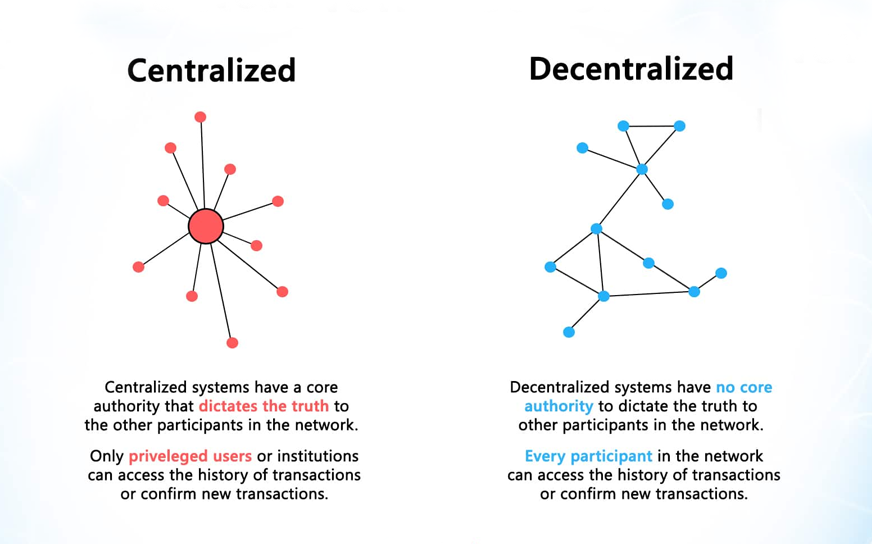 Centralized
Centralized systems have a core
authority that dictates the truth to
the other participants in the network.
Only priveleged users or institutions
can access the history of transactions
or confirm new transactions.
Decentralized
Decentralized systems have no core
authority to dictate the truth to
other participants in the network.
Every participant in the network
can access the history of transactions
or confirm new transactions.